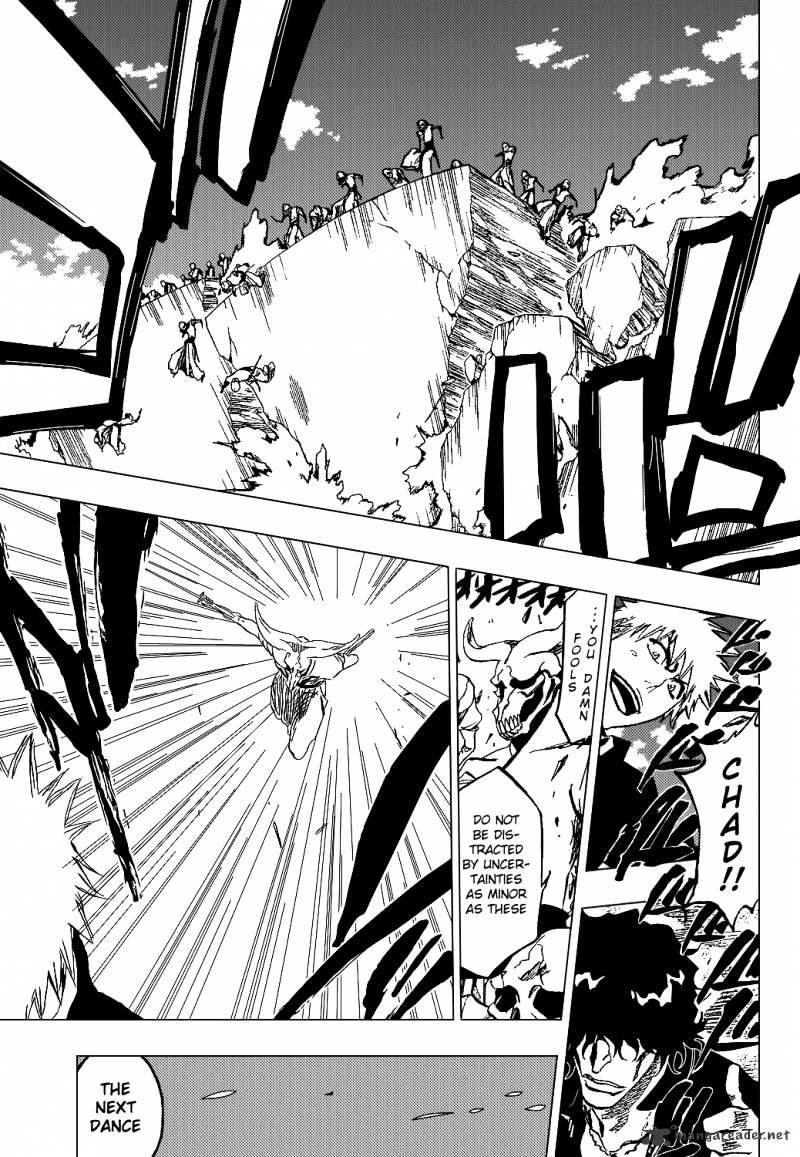 CHAD!!
...YOU DAMN
FOOLS
DO NOT
BE DIS-
TRACTED
BY UNCER-
TAINTIES
AS MINOR
AS THESE
THE
NEXT
DANCE
mangareader.net